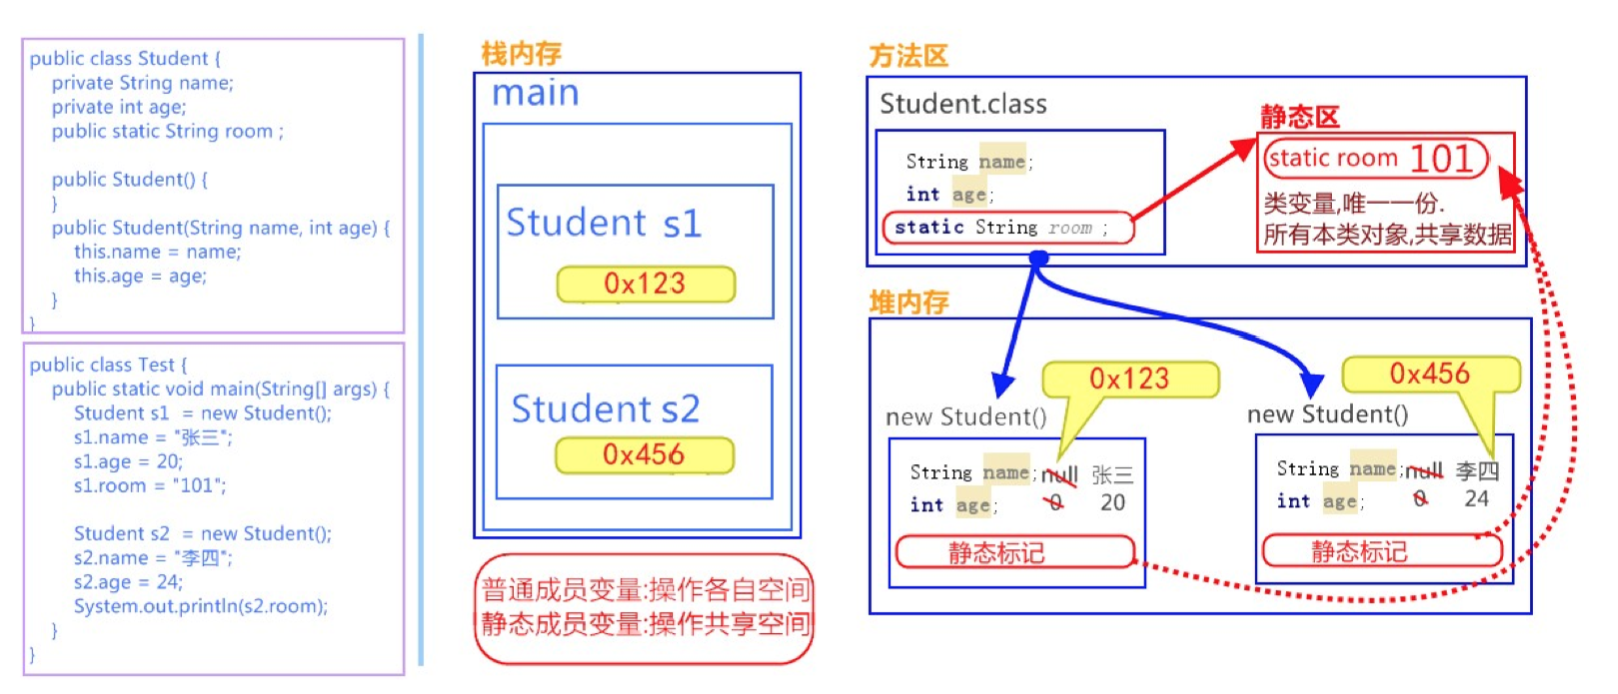 public class Student {
private String name;
private int age;
public static String room ;
public Student() {
}
public Student(String name, int age) {
this.name = name;
this.age = age;
}
}
public class Test {
public static void main(String[] args) {
Student s1 = new Student();
s1.name = "张三";
s1.age = 20;
s1.room = "101";
Student s2 = new Student();
s2.name = "李四";
s2.age = 24;
System.out.println(s2.room);
}
}
栈内存
main
Student s1
0x123
Student s2
0x456
普通成员变量:操作各自空间
静态成员变量:操作共享空间
方法区
Student.class
String name;
int age;
static String room ;
静态区
static room 101
类变量,唯一一份.
所有本类对象,共享数据
堆内存
0x123
new Student()
String name; null 张三
int age; 0 20
静态标记
0x456
new Student()
String name; null 李四
int age; 0 24
静态标记